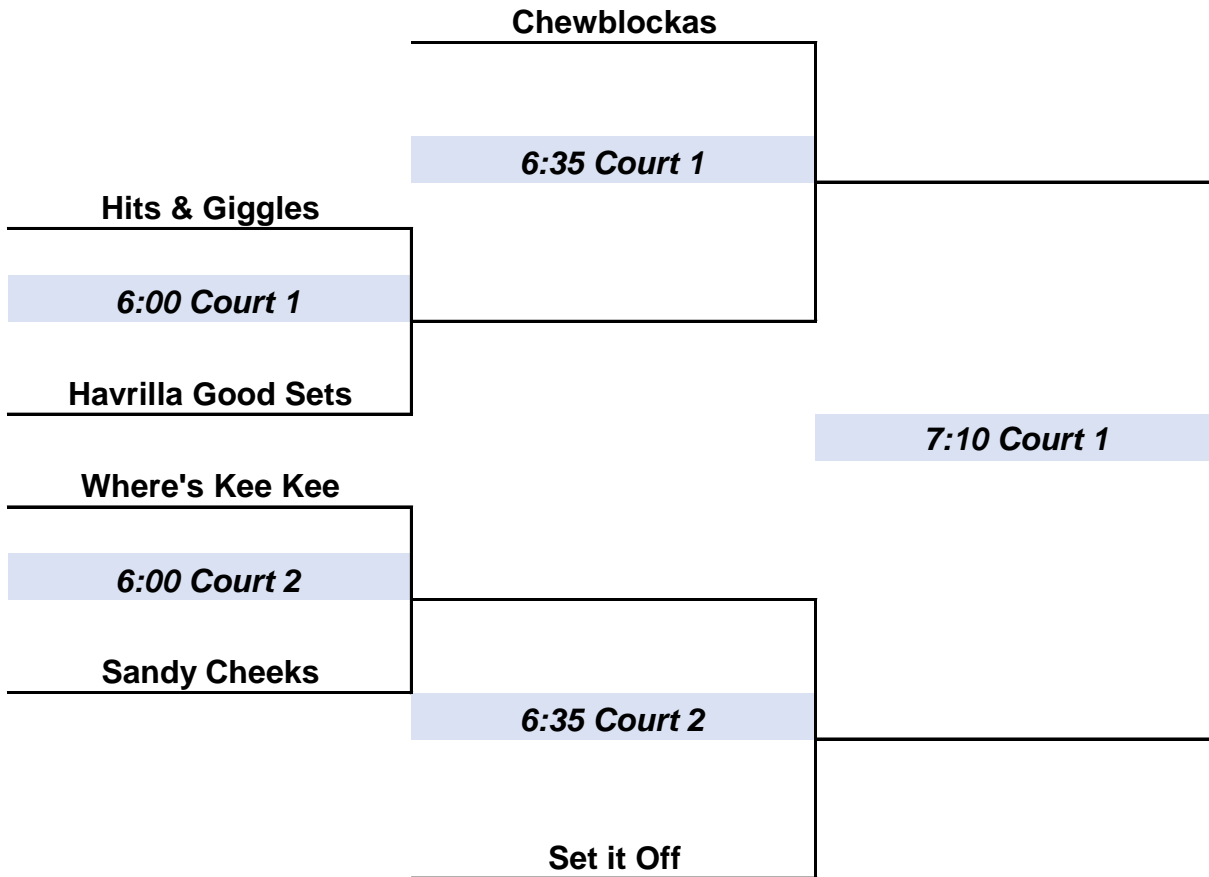 Chewblockas
6:35 Court 1
Hits & Giggles
6:00 Court 1
Havrilla Good Sets
7:10 Court 1
Where's Kee Kee
6:00 Court 2
Sandy Cheeks
6:35 Court 2
Set it Off